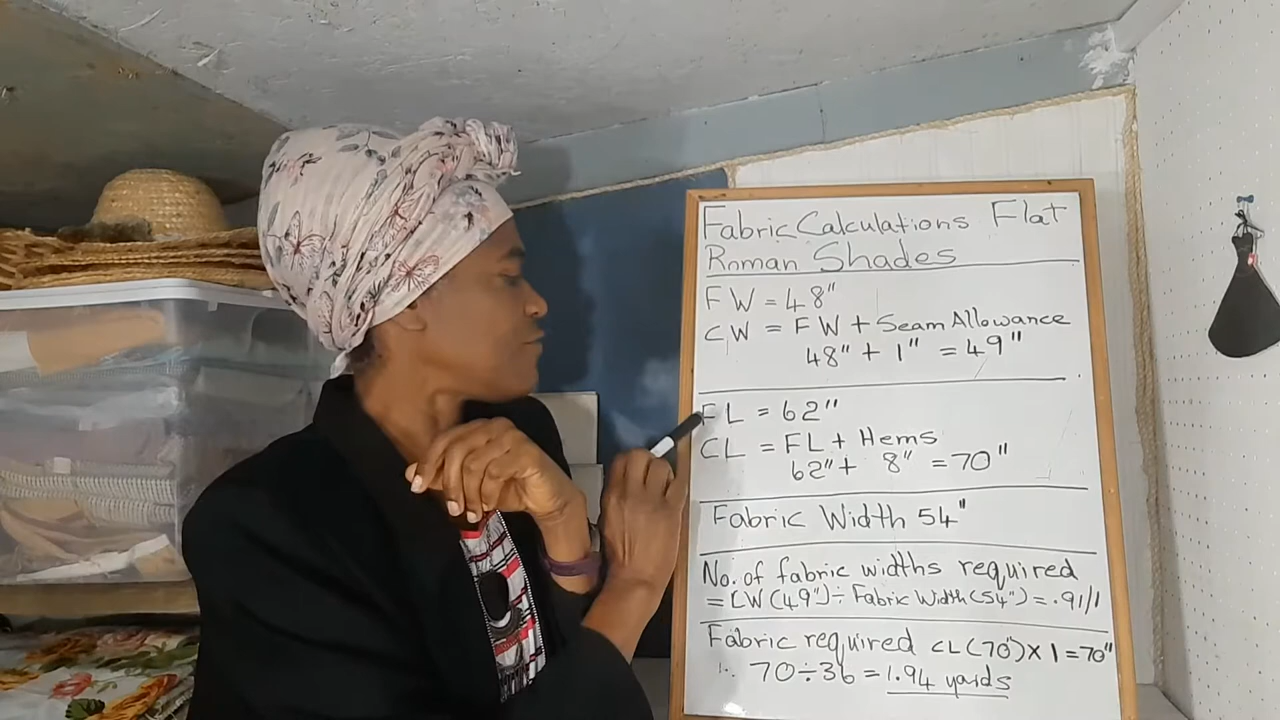 Fabric Calculations Flat
Roman Shades
FW = 48"
CW = FW + Seam Allowance
48" + 1" = 49"
FL = 62"
CL = FL + Hems
62" + 8" = 70"
Fabric Width 54"
No. of fabric widths required
= CW (49") ÷ Fabric Width (54") = .91/1
Fabric required CL (70") X 1 = 70"
∴ 70 ÷ 36 = 1.94 yards